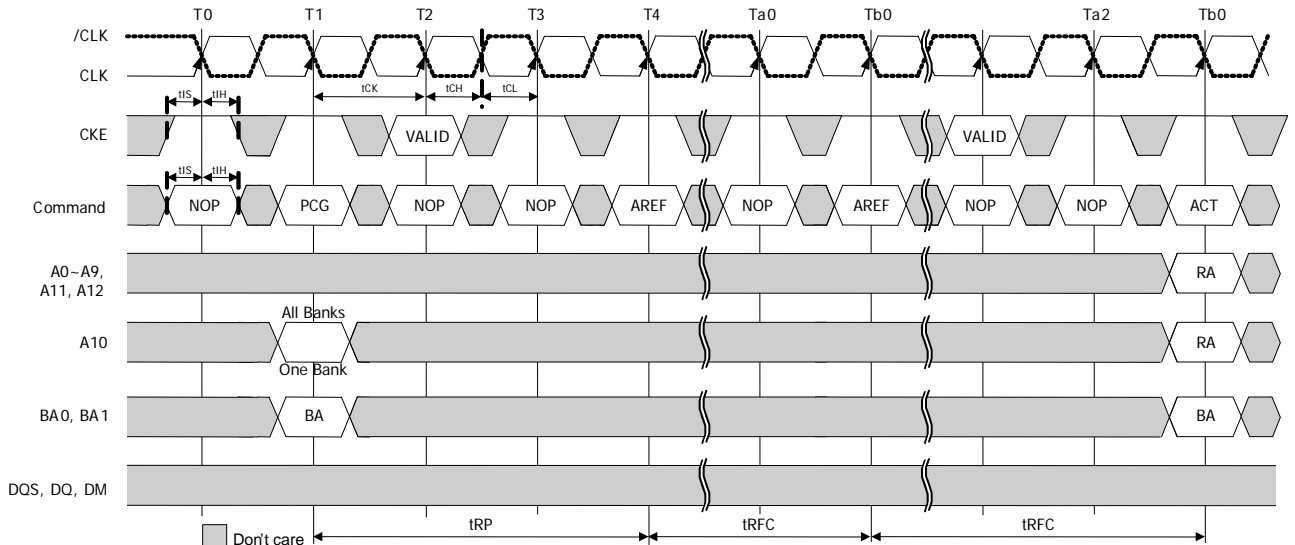 T0 T1 T2 T3 T4 Ta0 Tb0 Ta2 Tb0
/CLK
CLK
tIS tIH tCK tCH tCL
CKE VALID VALID
tIS tIH
Command NOP PCG NOP NOP AREF NOP AREF NOP NOP ACT
A0~A9,
A11, A12
RA
All Banks
A10 RA
One Bank
BA0, BA1 BA BA
DQS, DQ, DM
Don't care
tRP tRFC tRFC